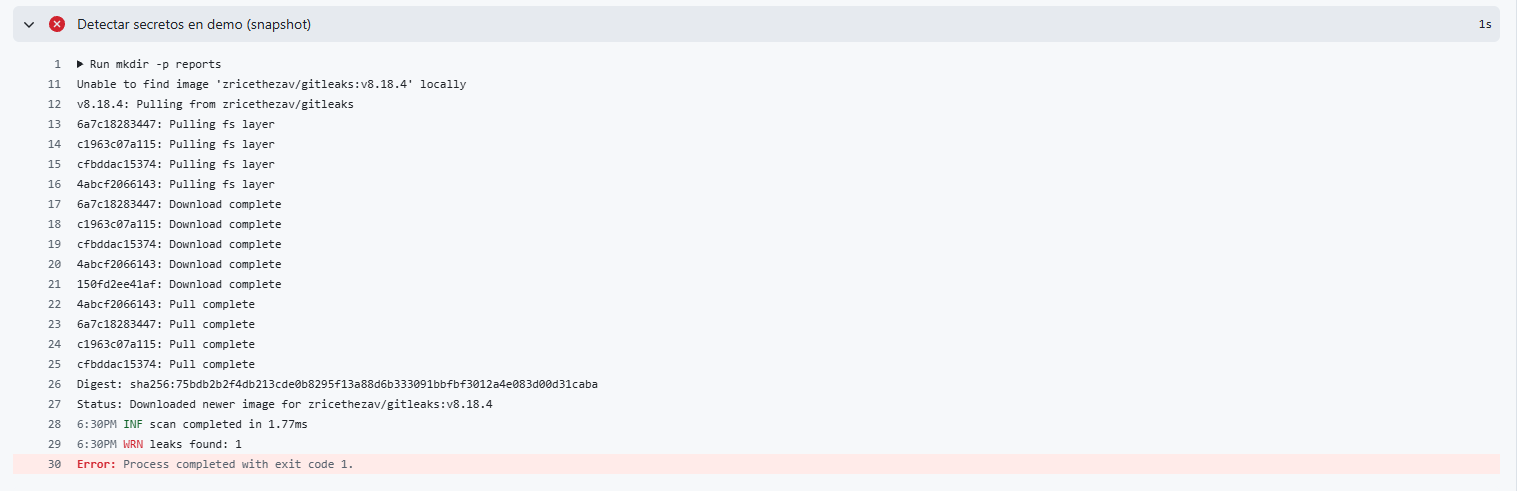 Detectar secretos en demo (snapshot) 1s
1 Run mkdir -p reports
11 Unable to find image 'zricethezav/gitleaks:v8.18.4' locally
12 v8.18.4: Pulling from zricethezav/gitleaks
13 6a7c18283447: Pulling fs layer
14 c1963c07a115: Pulling fs layer
15 cfbddac15374: Pulling fs layer
16 4abcf2066143: Pulling fs layer
17 6a7c18283447: Download complete
18 c1963c07a115: Download complete
19 cfbddac15374: Download complete
20 4abcf2066143: Download complete
21 150fd2ee41af: Download complete
22 4abcf2066143: Pull complete
23 6a7c18283447: Pull complete
24 c1963c07a115: Pull complete
25 cfbddac15374: Pull complete
26 Digest: sha256:75bdb2b2f4db213cde0b8295f13a88d6b333091bbfbf3012a4e083d00d31caba
27 Status: Downloaded newer image for zricethezav/gitleaks:v8.18.4
28 6:30PM INF scan completed in 1.77ms
29 6:30PM WRN leaks found: 1
30 Error: Process completed with exit code 1.